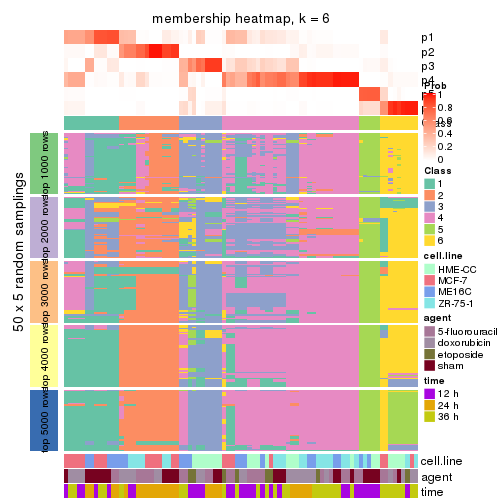 membership heatmap, k = 6
p1
p2
p3
p4
Prob
1
0.8
0.6
0.4
0.2
0
Class
1
2
3
4
5
6
cell.line
HME-CC
MCF-7
ME16C
ZR-75-1
agent
5-fluorouracil
doxorubicin
etoposide
sham
time
12 h
24 h
36 h
50 x 5 random samplings
top 1000 rows
top 2000 rows
top 3000 rows
top 4000 rows
top 5000 rows
cell.line
agent
time